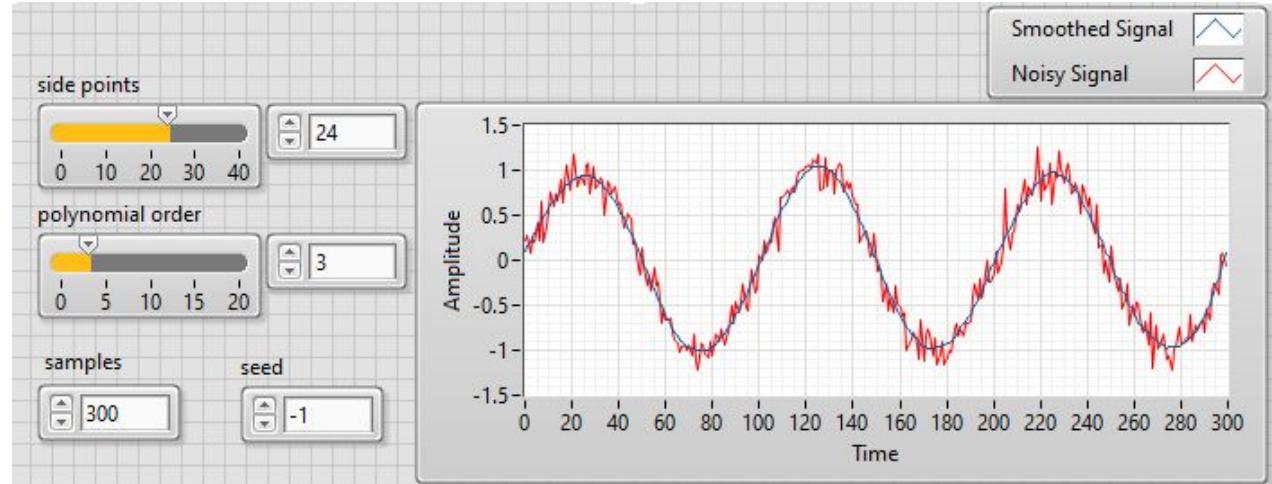 Smoothed Signal
Noisy Signal
side points
24
0 10 20 30 40
polynomial order
3
0 5 10 15 20
samples
300
seed
-1
1.5
1
0.5
0
-0.5
-1
-1.5
Amplitude
0 20 40 60 80 100 120 140 160 180 200 220 240 260 280 300
Time